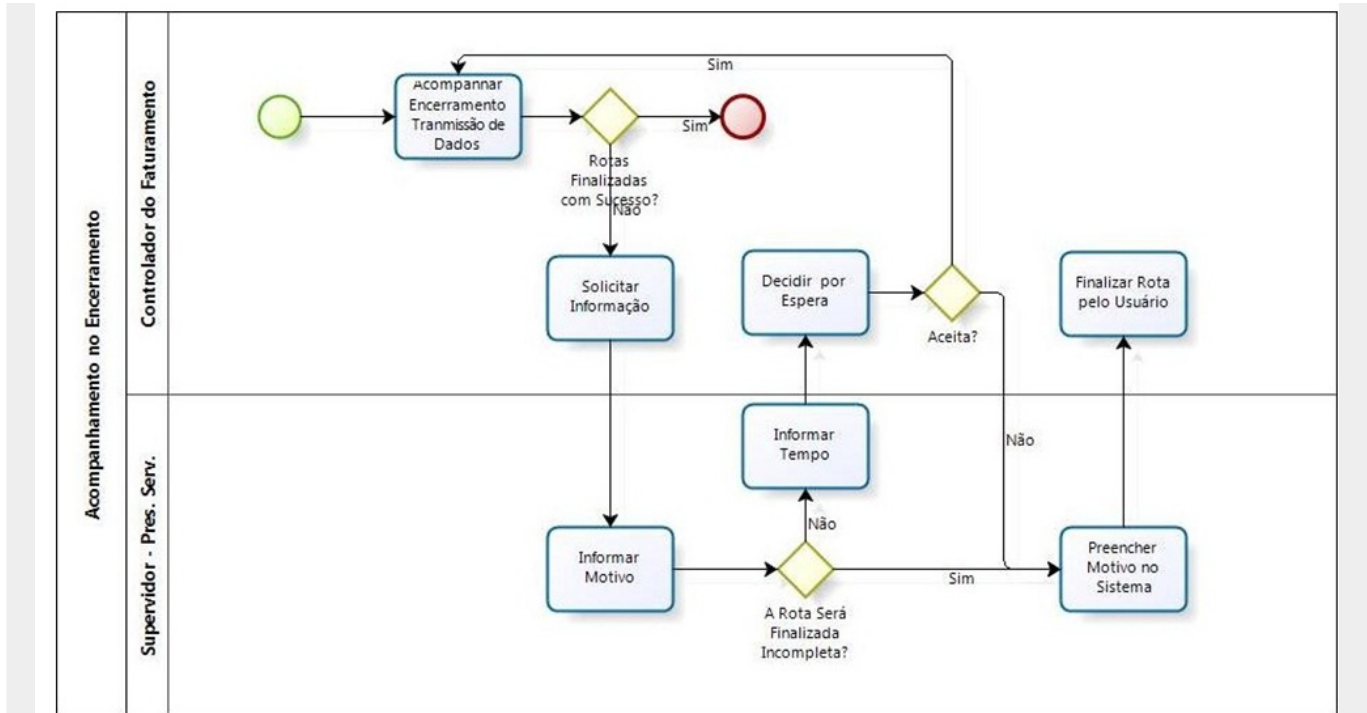 Acompanhamento no Encerramento
Controlador do Faturamento
Supervidor - Pres. Serv.
Acompanhar
Encerramento
Tranmissão de
Dados
Rotas
Finalizadas
com Sucesso?
Sim
Não
Sim
Solicitar
Informação
Decidir por
Espera
Aceita?
Não
Finalizar Rota
pelo Usuário
Informar
Tempo
Não
Informar
Motivo
A Rota Será
Finalizada
Incompleta?
Sim
Preencher
Motivo no
Sistema